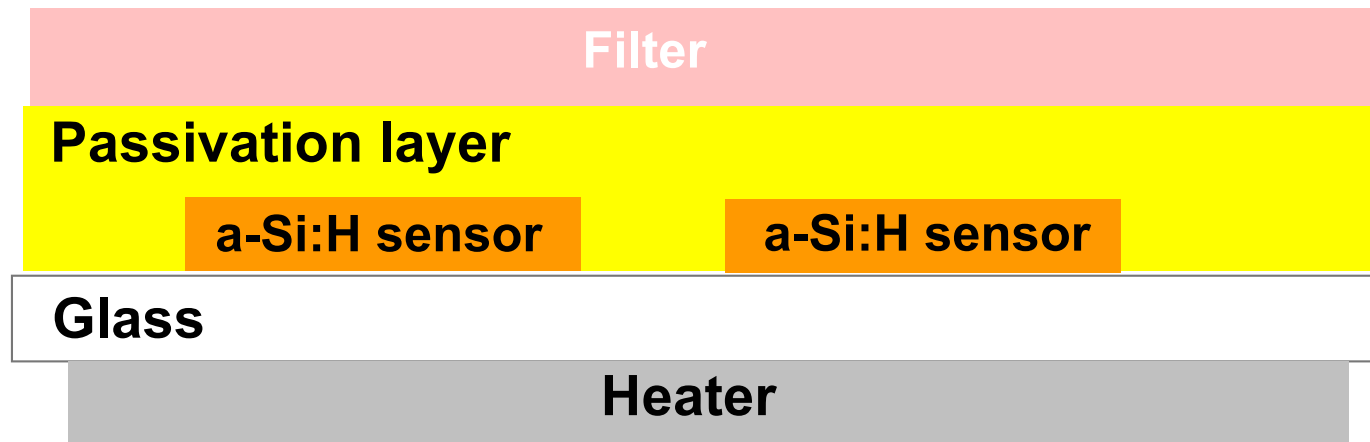 Filter
Passivation layer
a-Si:H sensor
a-Si:H sensor
Glass
Heater